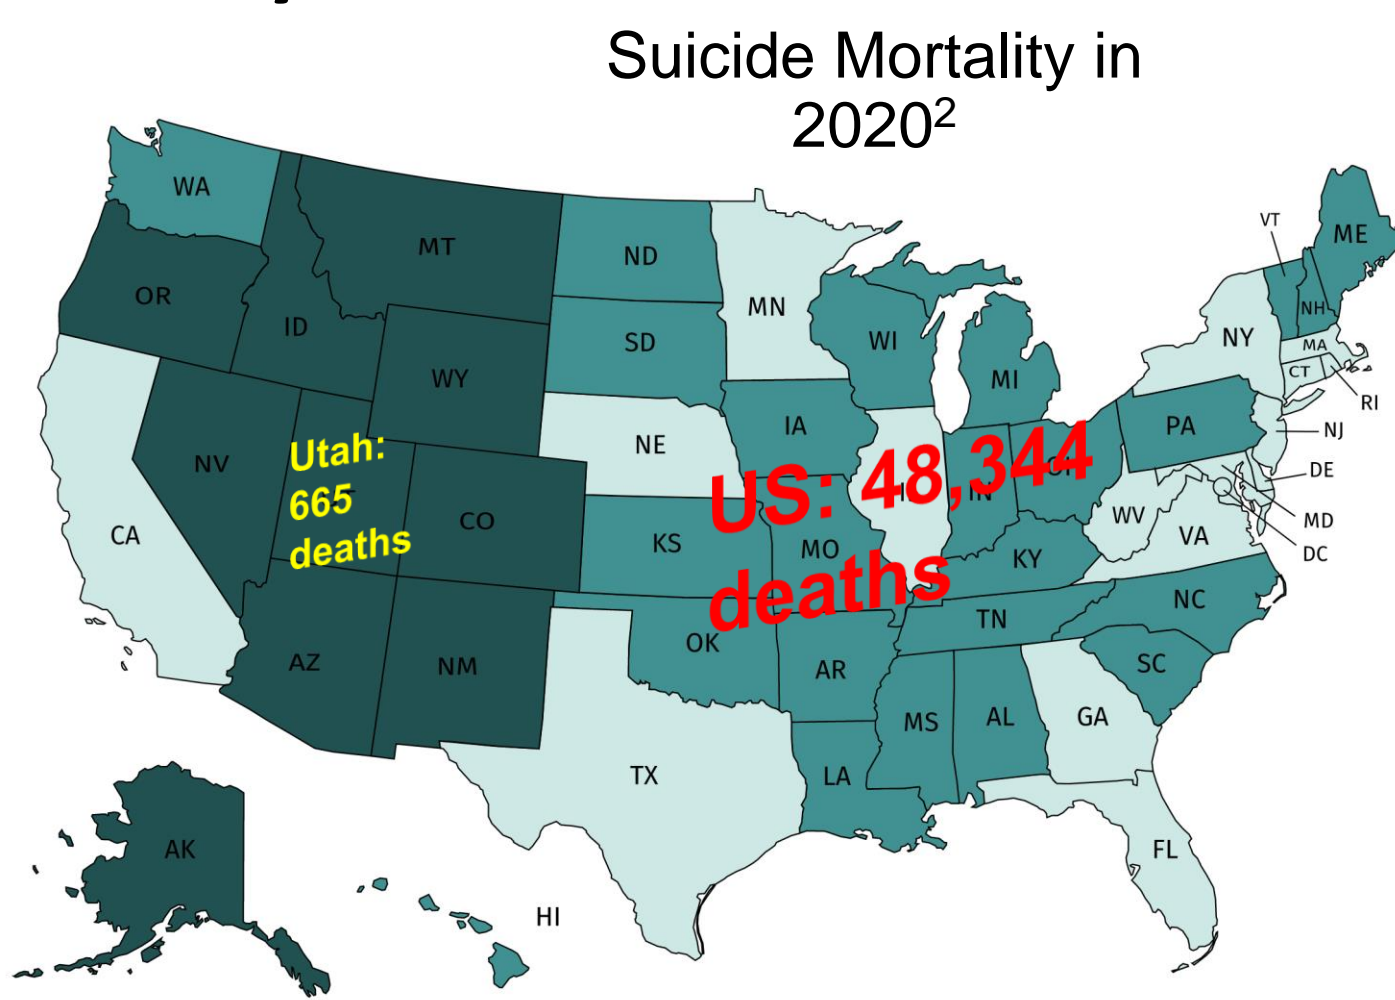 Suicide Mortality in
2020²
WA
OR
MT
ID
WY
ND
SD
MN
WI
MI
VT
ME
NH
NY
MA
CT
RI
NJ
DE
MD
DC
PA
NV
Utah:
665
deaths
CO
CA
NE
IA
US: 48,344
deaths
IN
KS
MO
WV
VA
KY
AZ
NM
OK
AR
TN
NC
SC
MS
AL
GA
TX
LA
FL
AK
HI